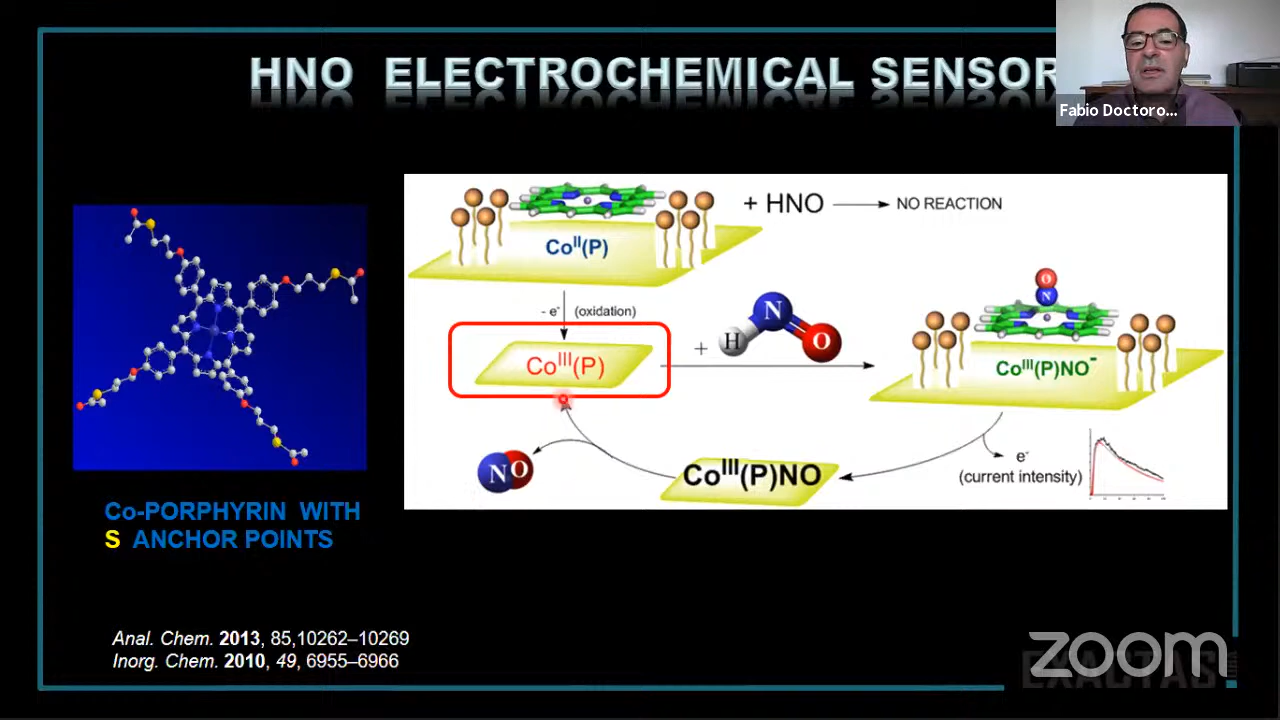 HNO ELECTROCHEMICAL SENSOR
Fabio Doctoro...
+ HNO → NO REACTION
Co^II(P)
- e⁻ (oxidation)
Co^III(P)
+ H N O
O
N
Co^III(P)NO⁻
NO
Co^III(P)NO
e⁻
(current intensity)
Co-PORPHYRIN WITH
S ANCHOR POINTS
Anal. Chem. 2013, 85,10262–10269
Inorg. Chem. 2010, 49, 6955–6966
zoom
EXACTAS